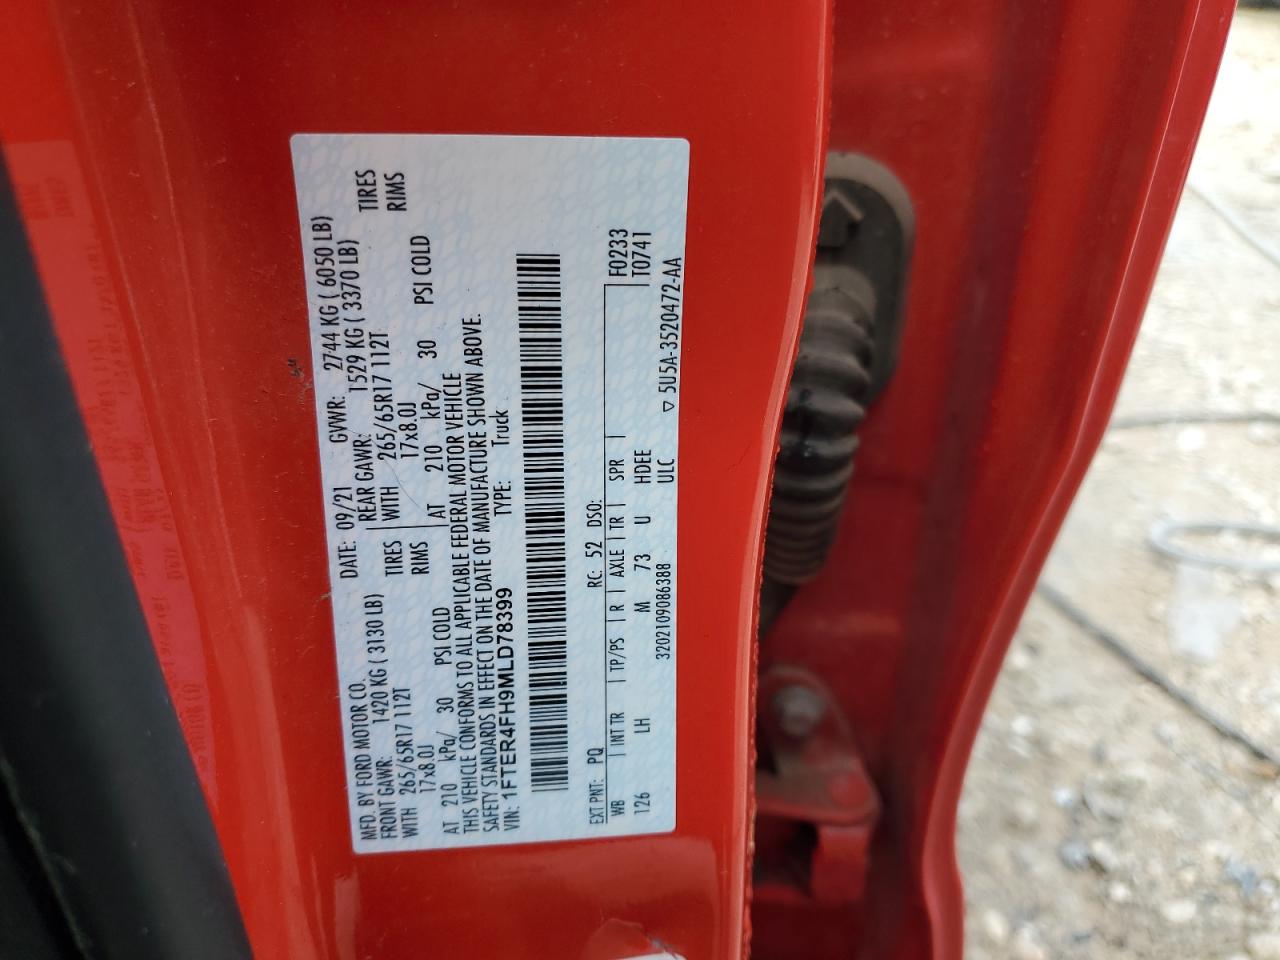 MFD. BY FORD MOTOR CO. DATE: 09/21 GVWR: 2744 KG ( 6050 LB)
FRONT GAWR: 1420 KG ( 3130 LB) REAR GAWR: 1529 KG ( 3370 LB)
WITH 265/65R17 112T TIRES WITH 265/65R17 112T TIRES
17x8.0J RIMS 17x8.0J RIMS
AT 210 kPa/ 30 PSI COLD AT 210 kPa/ 30 PSI COLD
THIS VEHICLE CONFORMS TO ALL APPLICABLE FEDERAL MOTOR VEHICLE
SAFETY STANDARDS IN EFFECT ON THE DATE OF MANUFACTURE SHOWN ABOVE.
VIN: 1FTER4FH9MLD78399 TYPE: Truck
EXT PNT: PQ RC: 52 DSO: F0233
WB INT TR TP/PS R AXLE TR SPR T0741
126 LH M 73 U HDEE
3202109086388 ULC ▽ 5U5A-3520472-AA